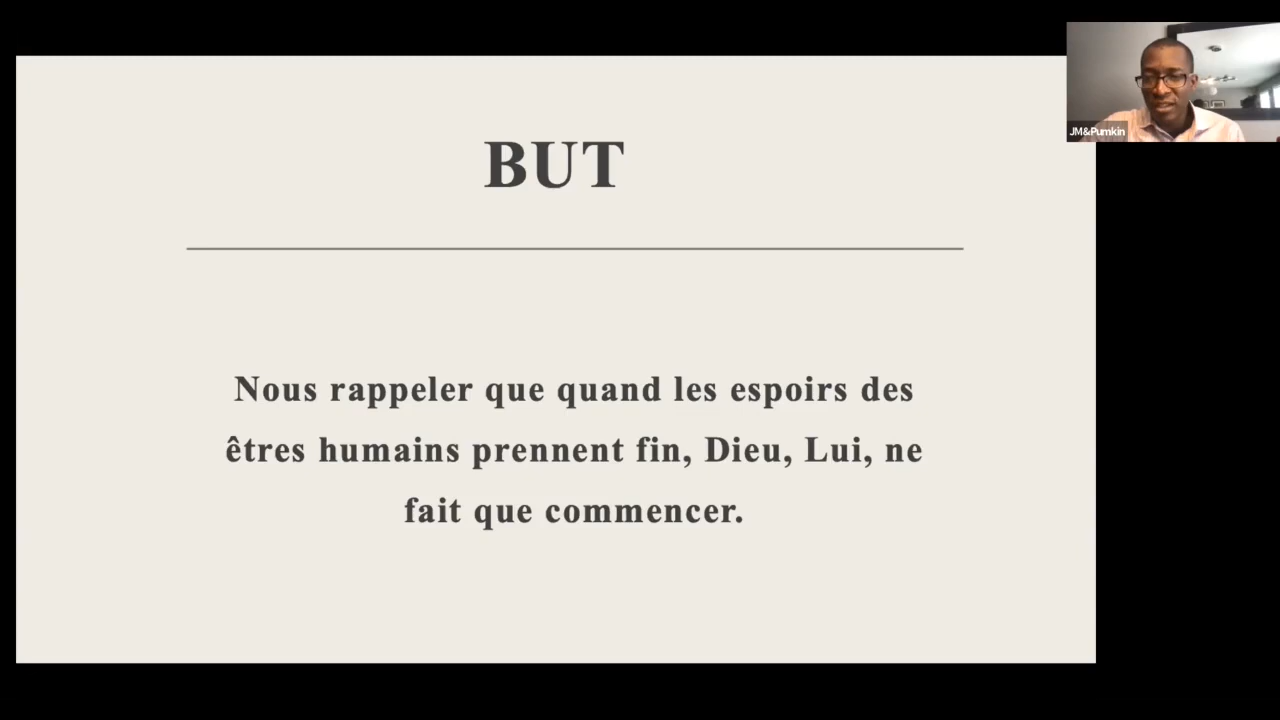 BUT
Nous rappeler que quand les espoirs des
êtres humains prennent fin, Dieu, Lui, ne
fait que commencer.
JM&Pumkin